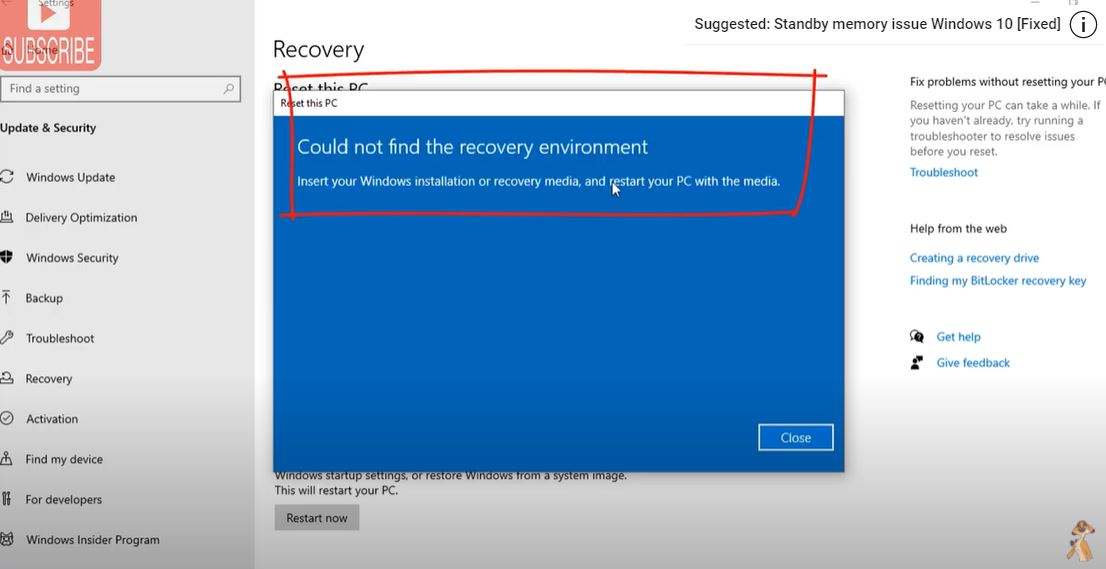 Settings
SUBSCRIBE
Suggested: Standby memory issue Windows 10 [Fixed]
Find a setting
Update & Security
Windows Update
Delivery Optimization
Windows Security
Backup
Troubleshoot
Recovery
Activation
Find my device
For developers
Windows Insider Program
Recovery
Reset this PC
Reset this PC
Could not find the recovery environment
Insert your Windows installation or recovery media, and restart your PC with the media.
Close
Windows startup settings, or restore Windows from a system image.
This will restart your PC.
Restart now
Fix problems without resetting your PC
Resetting your PC can take a while. If
you haven't already, try running a
troubleshooter to resolve issues
before you reset.
Troubleshoot
Help from the web
Creating a recovery drive
Finding my BitLocker recovery key
Get help
Give feedback